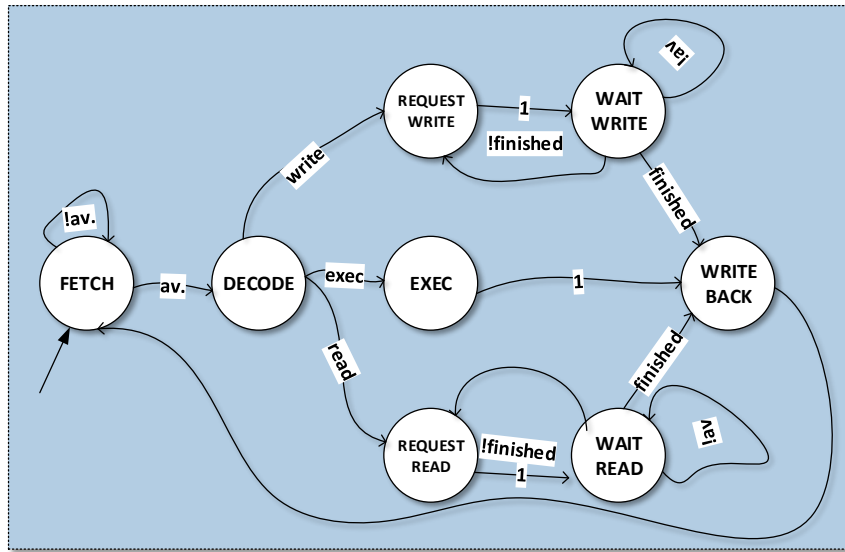 REQUEST
WRITE
1
WAIT
WRITE
!av
!finished
write
finished
!av.
FETCH
av.
DECODE
exec
EXEC
1
WRITE
BACK
read
finished
REQUEST
READ
!finished
1
WAIT
READ
!av